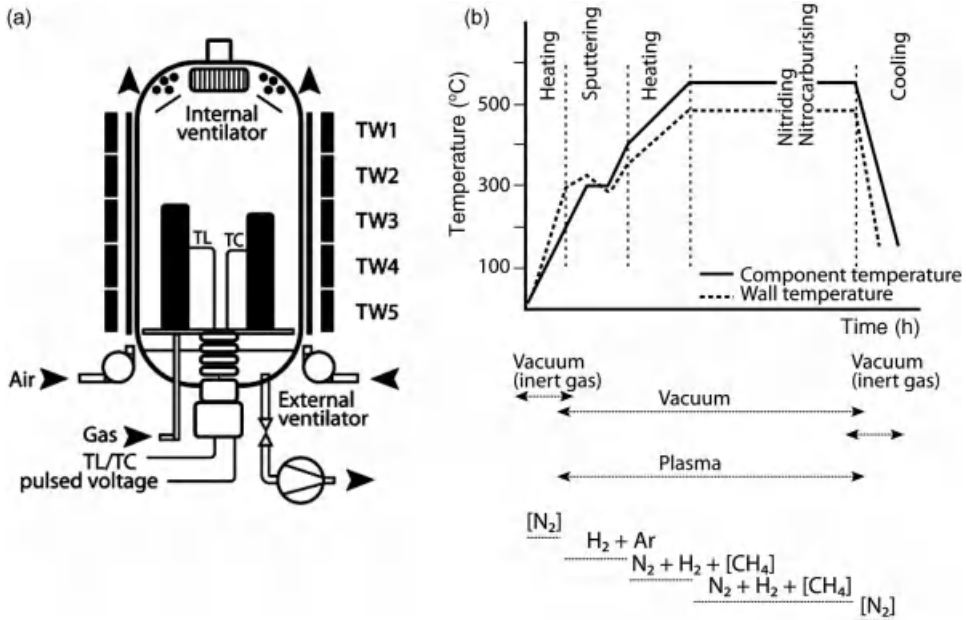 (a)
Internal
ventilator
TW1
TW2
TW3
TW4
TW5
TL
TC
Air
External
ventilator
Gas
TL/TC
pulsed voltage
(b)
Heating
Sputtering
Heating
Nitriding
Nitrocarburising
Cooling
Temperature (°C)
500
300
100
Component temperature
Wall temperature
Time (h)
Vacuum
(inert gas)
Vacuum
(inert gas)
Vacuum
Plasma
[N₂]
H₂ + Ar
N₂ + H₂ + [CH₄]
N₂ + H₂ + [CH₄]
[N₂]